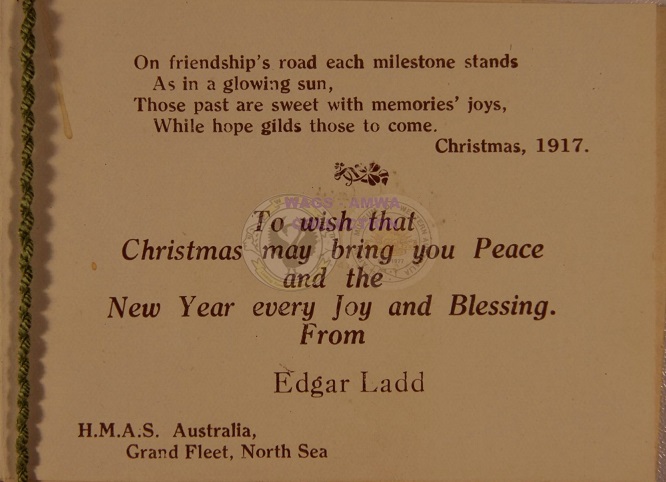 On friendship's road each milestone stands
As in a glowing sun,
Those past are sweet with memories' joys,
While hope gilds those to come.
Christmas, 1917.
WAGS AMWA
To wish that
Christmas may bring you Peace
and the
New Year every Joy and Blessing.
From
Edgar Ladd
H.M.A.S. Australia,
Grand Fleet, North Sea